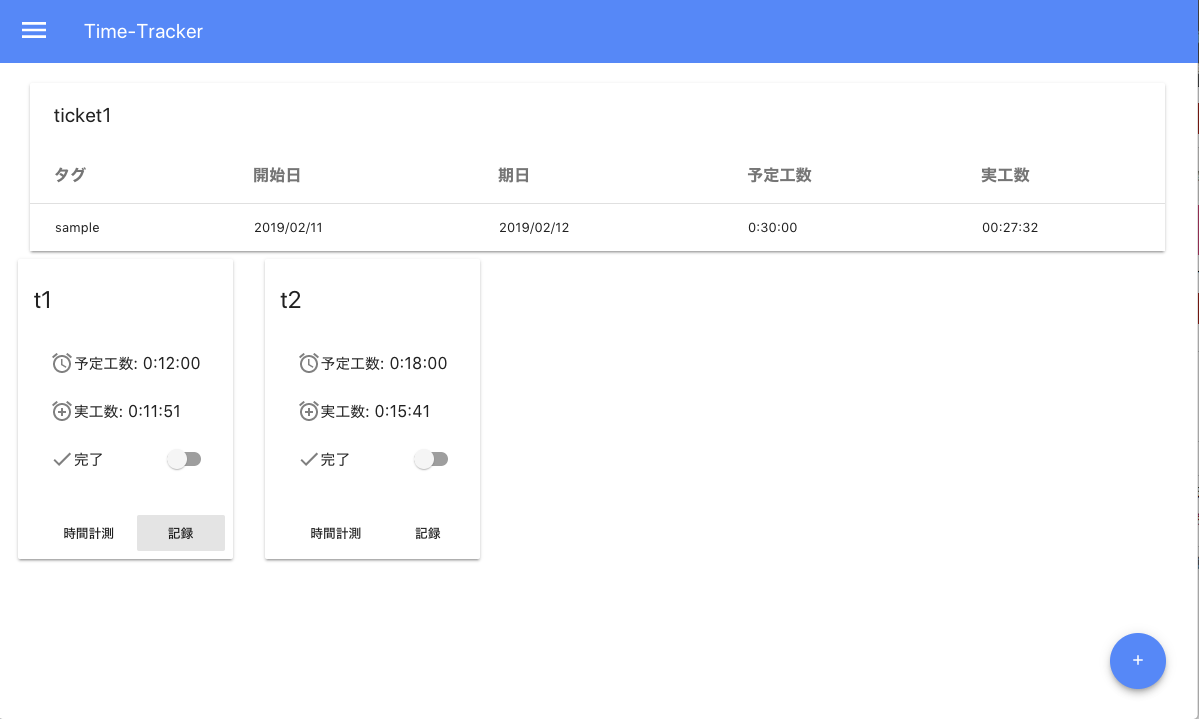 Time-Tracker
ticket1
タグ 開始日 期日 予定工数 実工数
sample 2019/02/11 2019/02/12 0:30:00 00:27:32
t1
予定工数: 0:12:00
実工数: 0:11:51
完了
時間計測 記録
t2
予定工数: 0:18:00
実工数: 0:15:41
完了
時間計測 記録
+